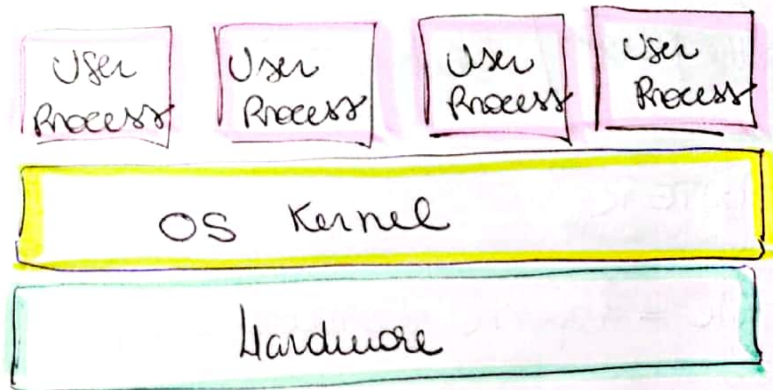 User
Process
User
Process
User
Process
User
Process
OS Kernel
Hardware